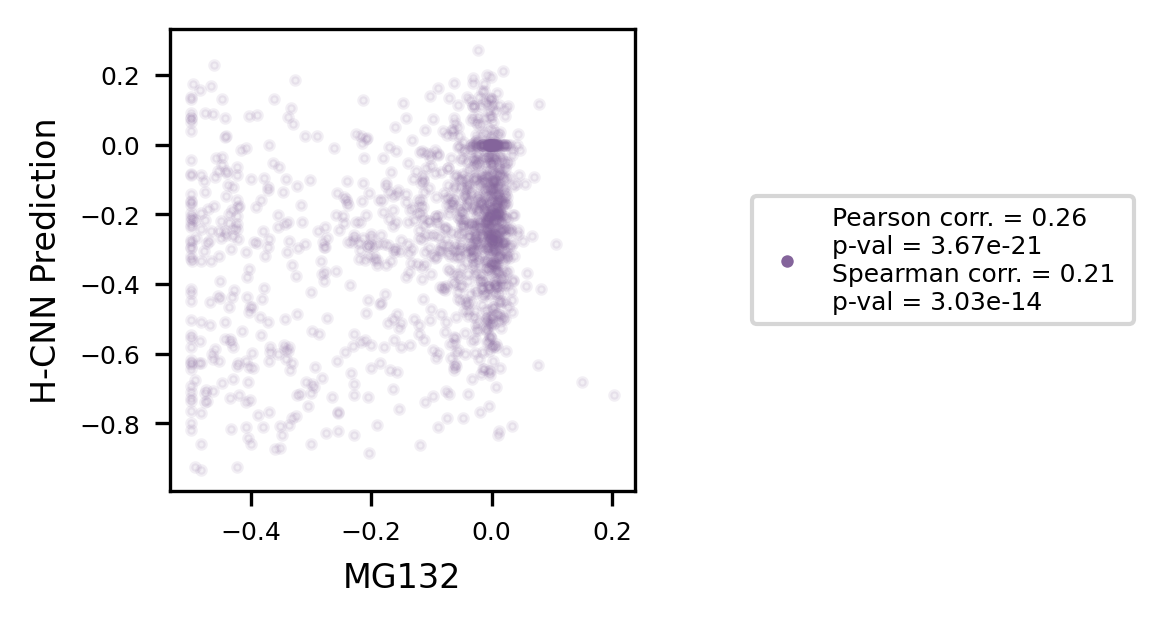 H-CNN Prediction
0.2
0.0
−0.2
−0.4
−0.6
−0.8
−0.4
−0.2
0.0
0.2
MG132
Pearson corr. = 0.26
p-val = 3.67e-21
Spearman corr. = 0.21
p-val = 3.03e-14